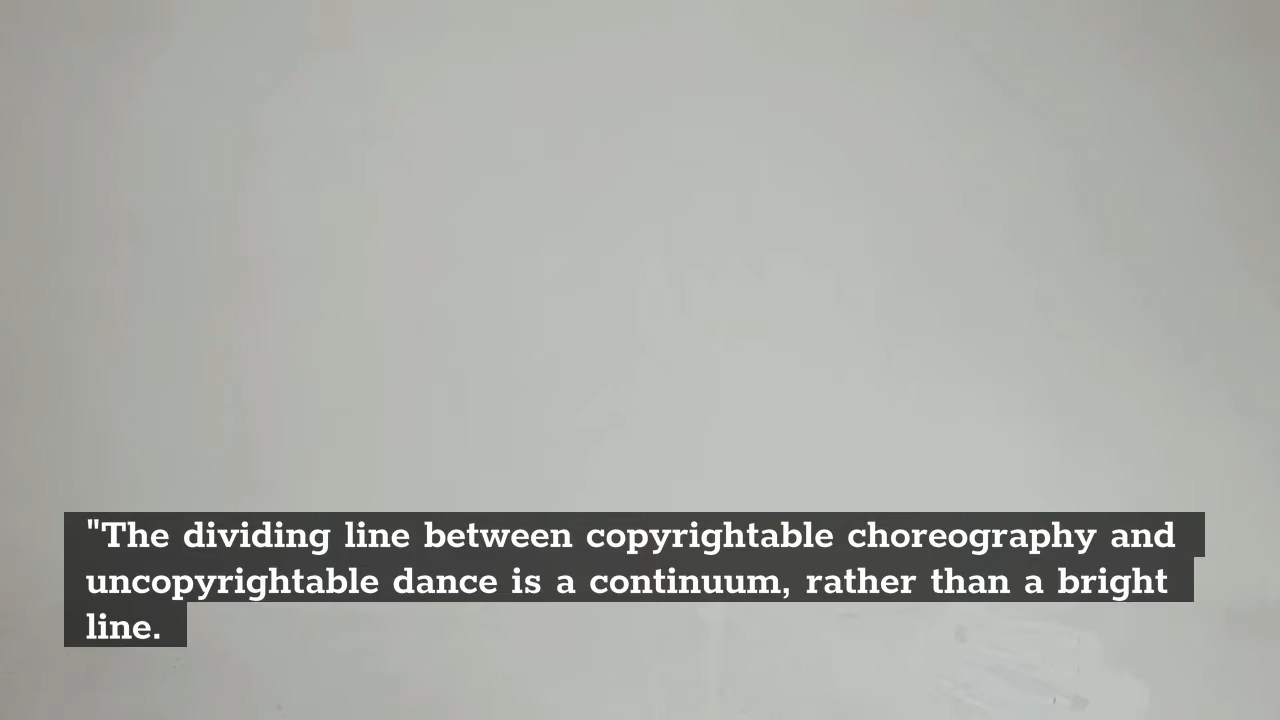 "The dividing line between copyrightable choreography and
uncopyrightable dance is a continuum, rather than a bright
line.